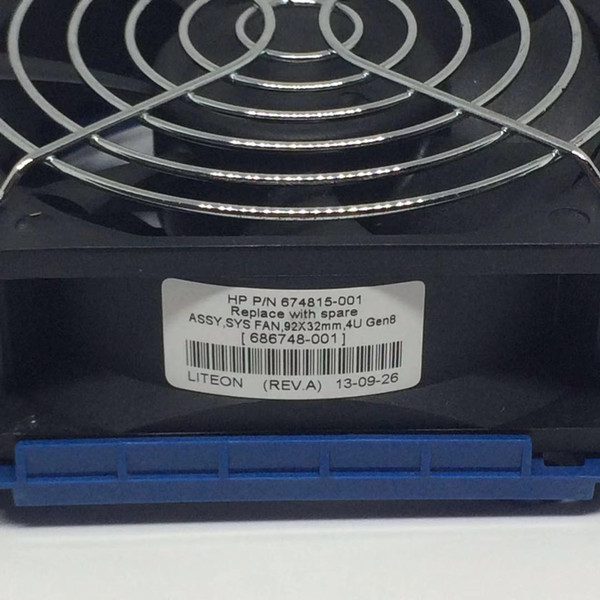 HP P/N 674815-001
Replace with spare
ASSY,SYS FAN,92X32mm,4U Gen8
[ 686748-001 ]
LITEON (REV.A) 13-09-26